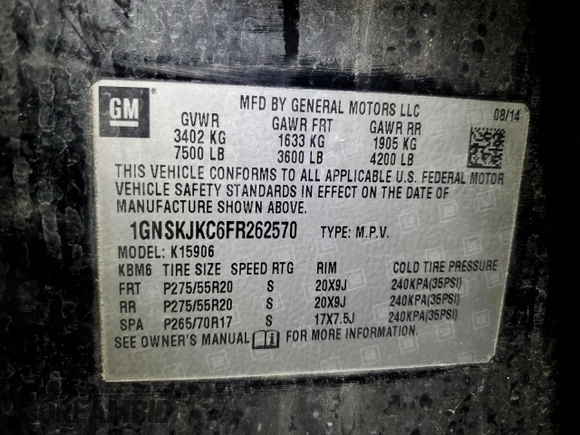 GM
®
MFD BY GENERAL MOTORS LLC
08/14
GVWR GAWR FRT GAWR RR
3402 KG 1633 KG 1905 KG
7500 LB 3600 LB 4200 LB
THIS VEHICLE CONFORMS TO ALL APPLICABLE U.S. FEDERAL MOTOR
VEHICLE SAFETY STANDARDS IN EFFECT ON THE DATE OF
MANUFACTURE SHOWN ABOVE.
1GNSKJKC6FR262570 TYPE: M.P.V.
MODEL: K15906
KBM6 TIRE SIZE SPEED RTG RIM COLD TIRE PRESSURE
FRT P275/55R20 S 20X9J 240KPA(35PSI)
RR P275/55R20 S 20X9J 240KPA(35PSI)
SPA P265/70R17 S 17X7.5J 240KPA(35PSI)
SEE OWNER'S MANUAL FOR MORE INFORMATION.